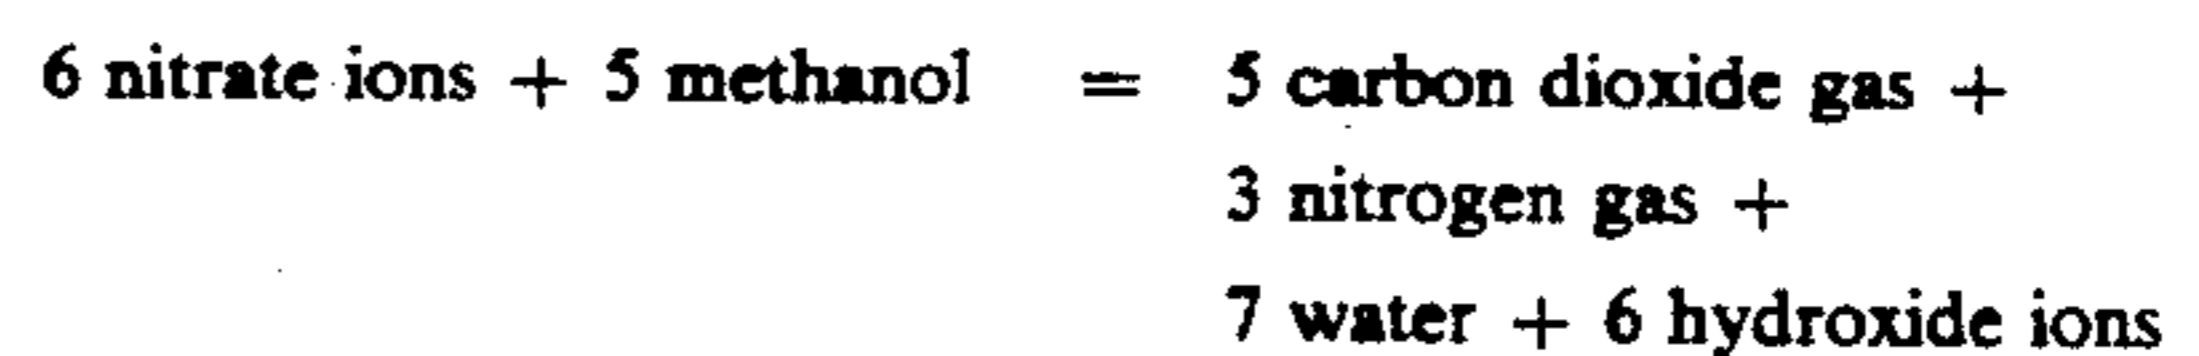 6 nitrate ions + 5 methanol = 5 carbon dioxide gas +
3 nitrogen gas +
7 water + 6 hydroxide ions